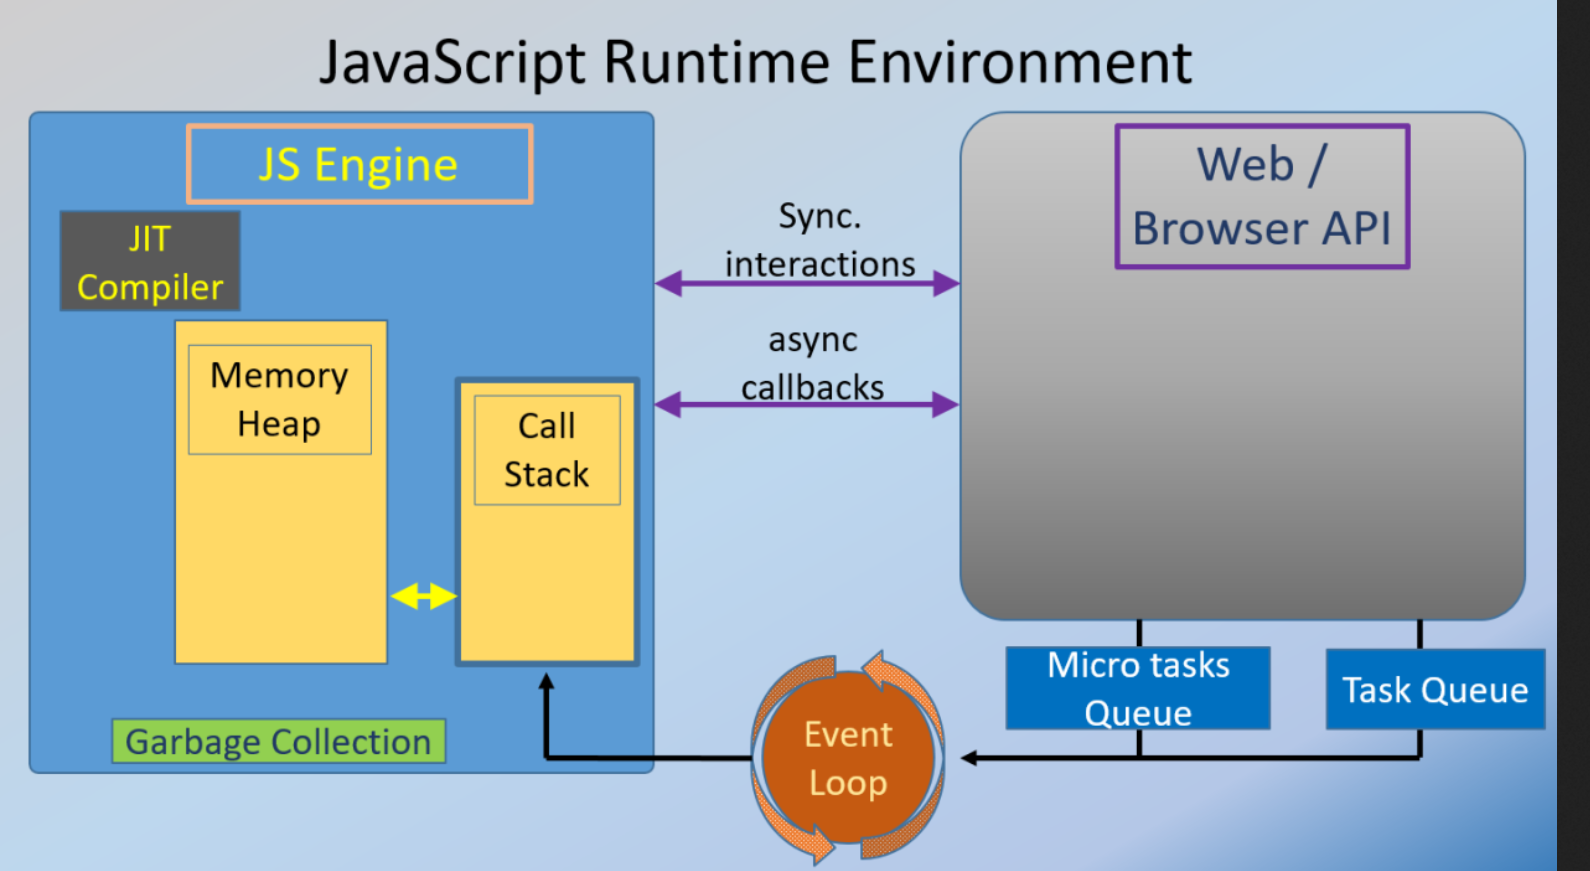 JavaScript Runtime Environment
JS Engine
JIT
Compiler
Memory
Heap
Call
Stack
Garbage Collection
Sync.
interactions
async
callbacks
Web /
Browser API
Micro tasks
Queue
Task Queue
Event
Loop